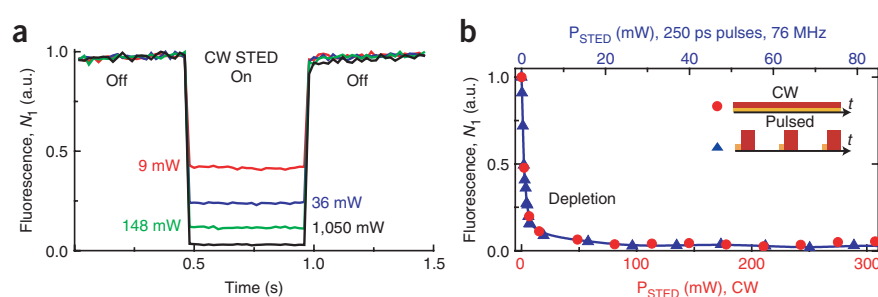 a
Fluorescence, N1 (a.u.)
1.0
0.5
0.0
Off
CW STED
On
Off
9 mW
36 mW
148 mW
1,050 mW
0.5
1.0
1.5
Time (s)
b
PSTED (mW), 250 ps pulses, 76 MHz
0
20
40
60
80
Fluorescence, N1 (a.u.)
1.0
0.5
0.0
CW
t
Pulsed
t
Depletion
0
100
200
300
PSTED (mW), CW